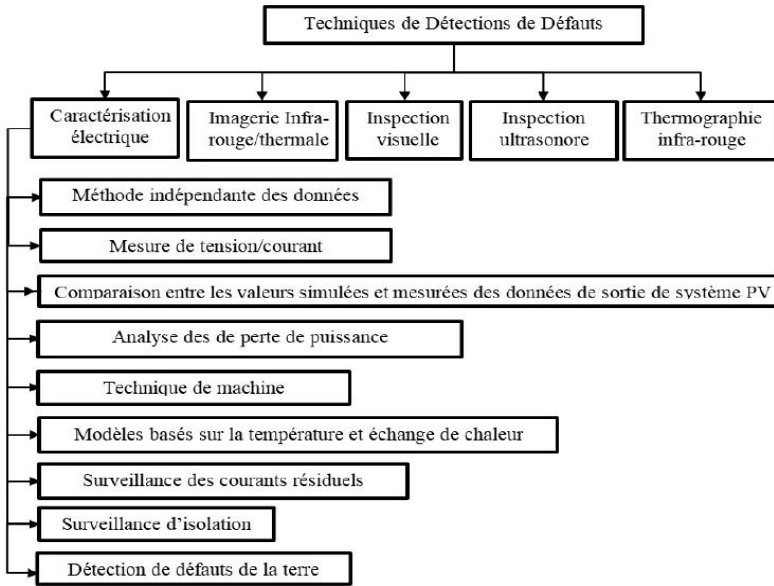 Techniques de Détections de Défauts
Caractérisation
électrique
Imagerie Infra-
rouge/thermale
Inspection
visuelle
Inspection
ultrasonore
Thermographie
infra-rouge
Méthode indépendante des données
Mesure de tension/courant
Comparaison entre les valeurs simulées et mesurées des données de sortie de système PV
Analyse des de perte de puissance
Technique de machine
Modèles basés sur la température et échange de chaleur
Surveillance des courants résiduels
Surveillance d'isolation
Détection de défauts de la terre